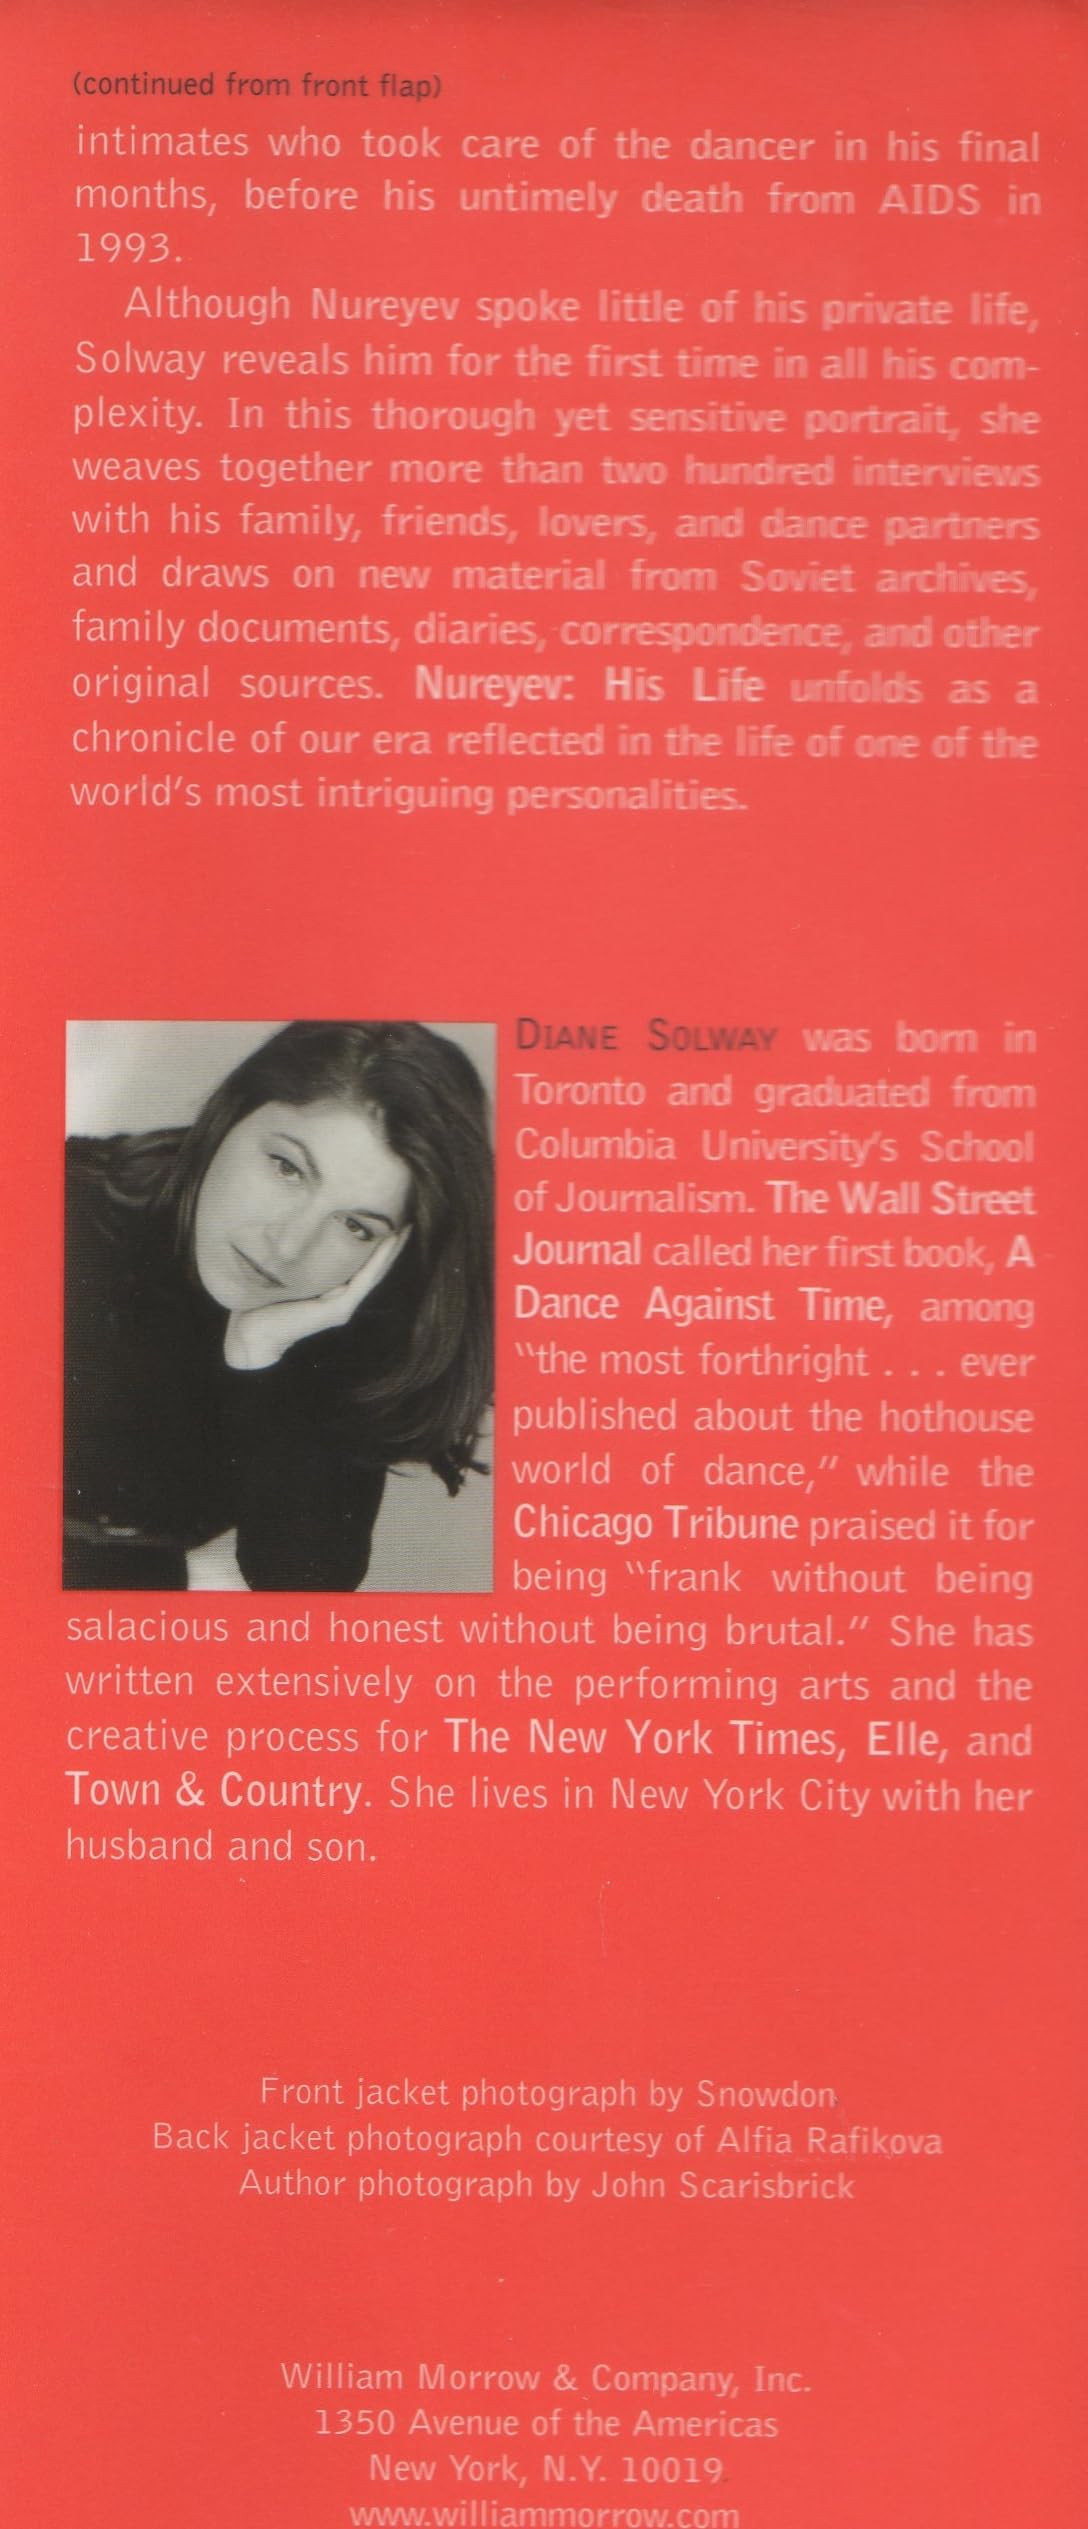 (continued from front flap)
intimates who took care of the dancer in his final
months, before his untimely death from AIDS in
1993.
Although Nureyev spoke little of his private life,
Solway reveals him for the first time in all his com-
plexity. In this thorough yet sensitive portrait, she
weaves together more than two hundred interviews
with his family, friends, lovers, and dance partners
and draws on new material from Soviet archives,
family documents, diaries, correspondence, and other
original sources. Nureyev: His Life unfolds as a
chronicle of our era reflected in the life of one of the
world's most intriguing personalities.
DIANE SOLWAY was born in
Toronto and graduated from
Columbia University's School
of Journalism. The Wall Street
Journal called her first book, A
Dance Against Time, among
"the most forthright . . . ever
published about the hothouse
world of dance," while the
Chicago Tribune praised it for
being "frank without being
salacious and honest without being brutal." She has
written extensively on the performing arts and the
creative process for The New York Times, Elle, and
Town & Country. She lives in New York City with her
husband and son.
Front jacket photograph by Snowdon
Back jacket photograph courtesy of Alfia Rafikova
Author photograph by John Scarisbrick
William Morrow & Company, Inc.
1350 Avenue of the Americas
New York, N.Y. 10019
www.williammorrow.com